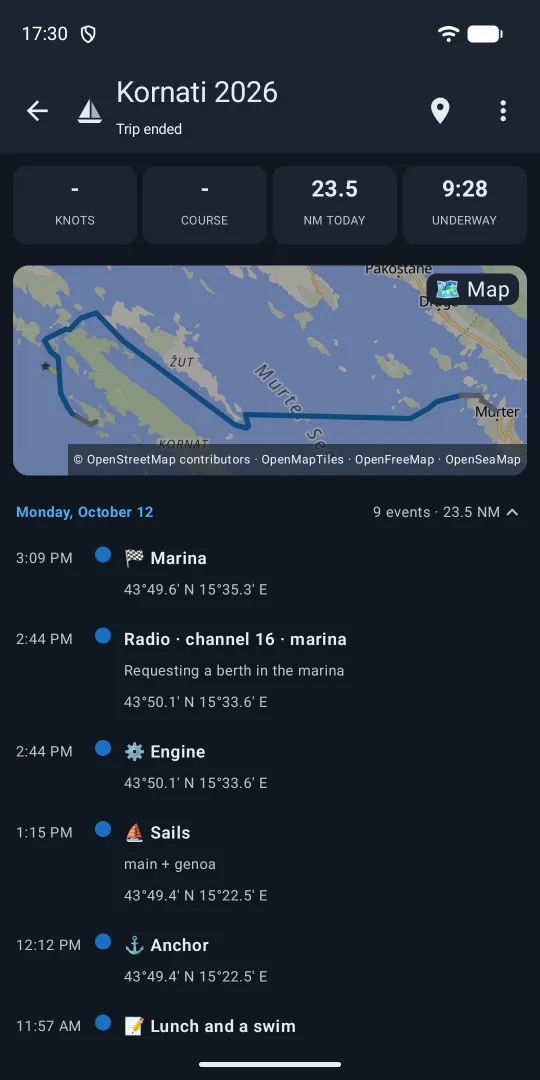 17:30
Kornati 2026
Trip ended
-
KNOTS
-
COURSE
23.5
NM TODAY
9:28
UNDERWAY
Pakoštane
Map
ŽUT
Murter Sea
Murter
KORNAT
© OpenStreetMap contributors · OpenMapTiles · OpenFreeMap · OpenSeaMap
Monday, October 12
9 events · 23.5 NM
3:09 PM
Marina
43°49.6' N 15°35.3' E
2:44 PM
Radio · channel 16 · marina
Requesting a berth in the marina
43°50.1' N 15°33.6' E
2:44 PM
Engine
43°50.1' N 15°33.6' E
1:15 PM
Sails
main + genoa
43°49.4' N 15°22.5' E
12:12 PM
Anchor
43°49.4' N 15°22.5' E
11:57 AM
Lunch and a swim